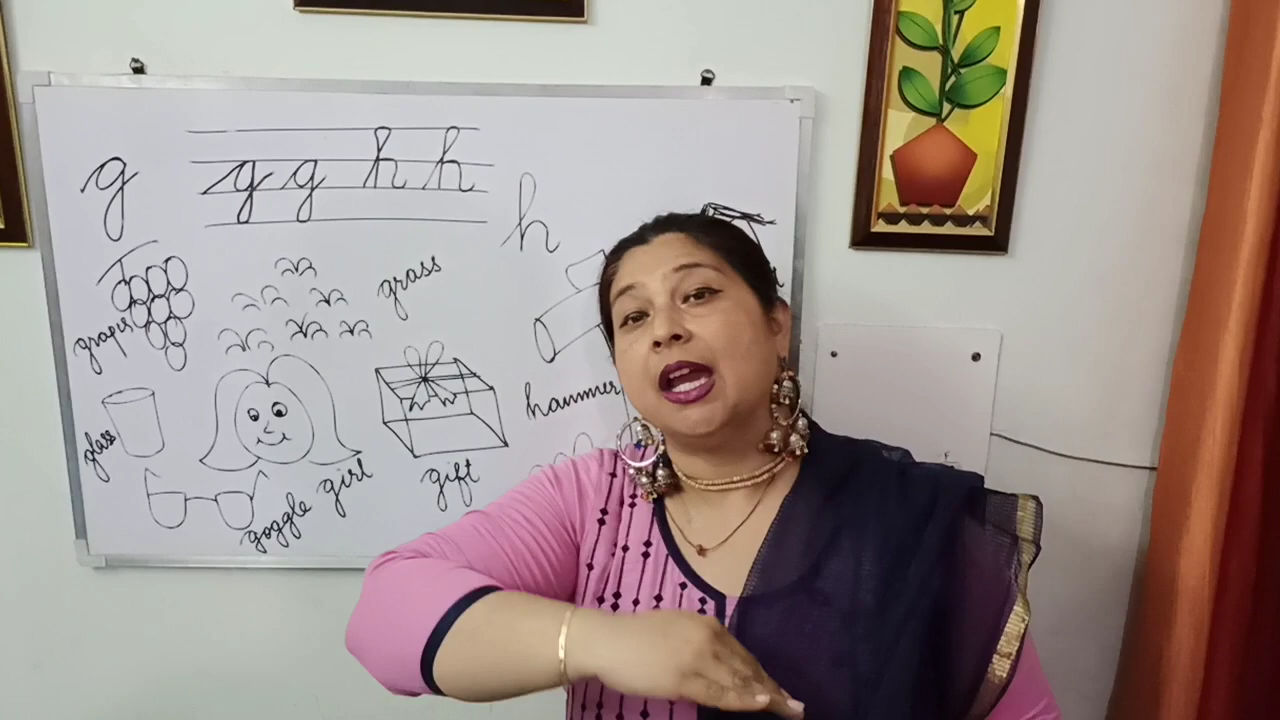 g
g g h h
h
grapes
grass
glass
girl
gift
goggle
hammer